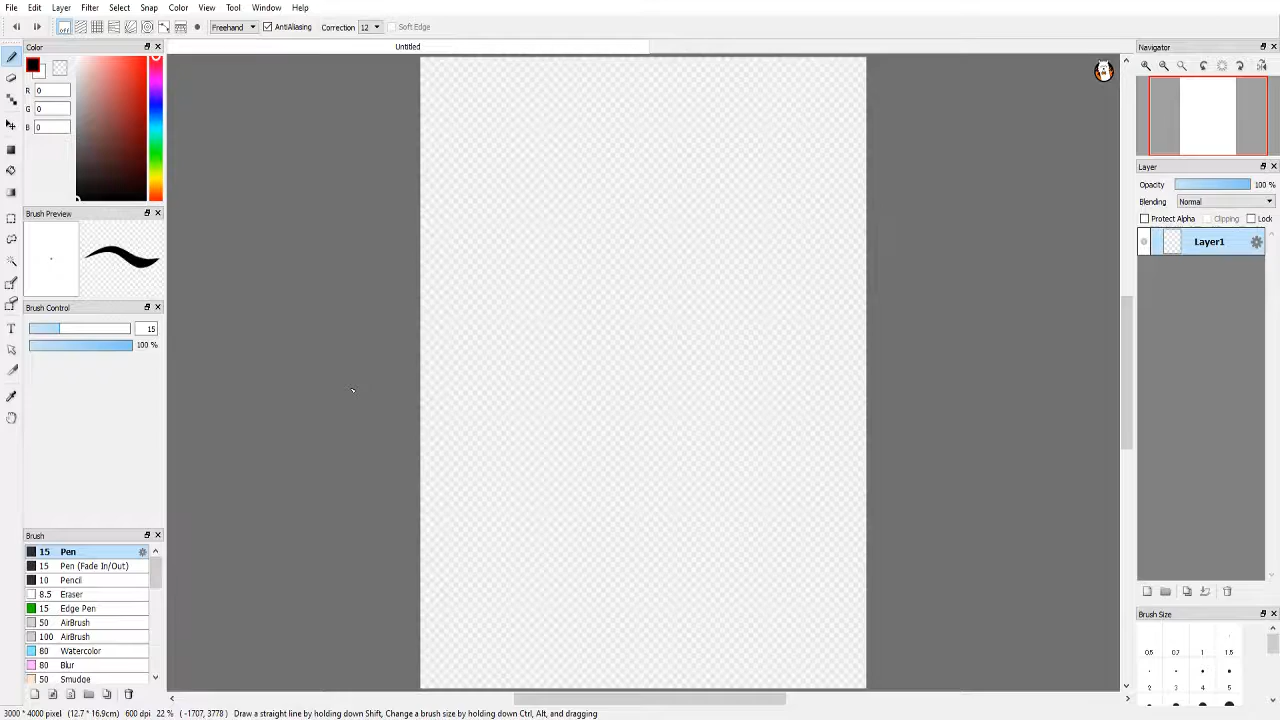 File Edit Layer Filter Select Snap Color View Tool Window Help
off Freehand AntiAliasing Correction 12 Soft Edge
Color
Untitled
Navigator
R 0
G 0
B 0
Layer
Opacity 100 %
Blending Normal
Protect Alpha Clipping Lock
Layer1
Brush Preview
Brush Control
15
100 %
Brush
15 Pen
15 Pen (Fade In/Out)
10 Pencil
8.5 Eraser
15 Edge Pen
50 AirBrush
100 AirBrush
80 Watercolor
80 Blur
50 Smudge
Brush Size
0.5 0.7 1 1.5
2 3 4 5
3000 * 4000 pixel (12.7 * 16.9cm) 600 dpi 22 % (-1707, 3778) Draw a straight line by holding down Shift, Change a brush size by holding down Ctrl, Alt, and dragging